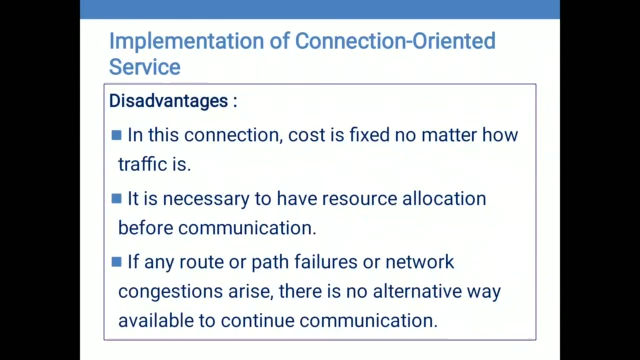 Implementation of Connection-Oriented
Service
Disadvantages :
In this connection, cost is fixed no matter how
traffic is.
It is necessary to have resource allocation
before communication.
If any route or path failures or network
congestions arise, there is no alternative way
available to continue communication.